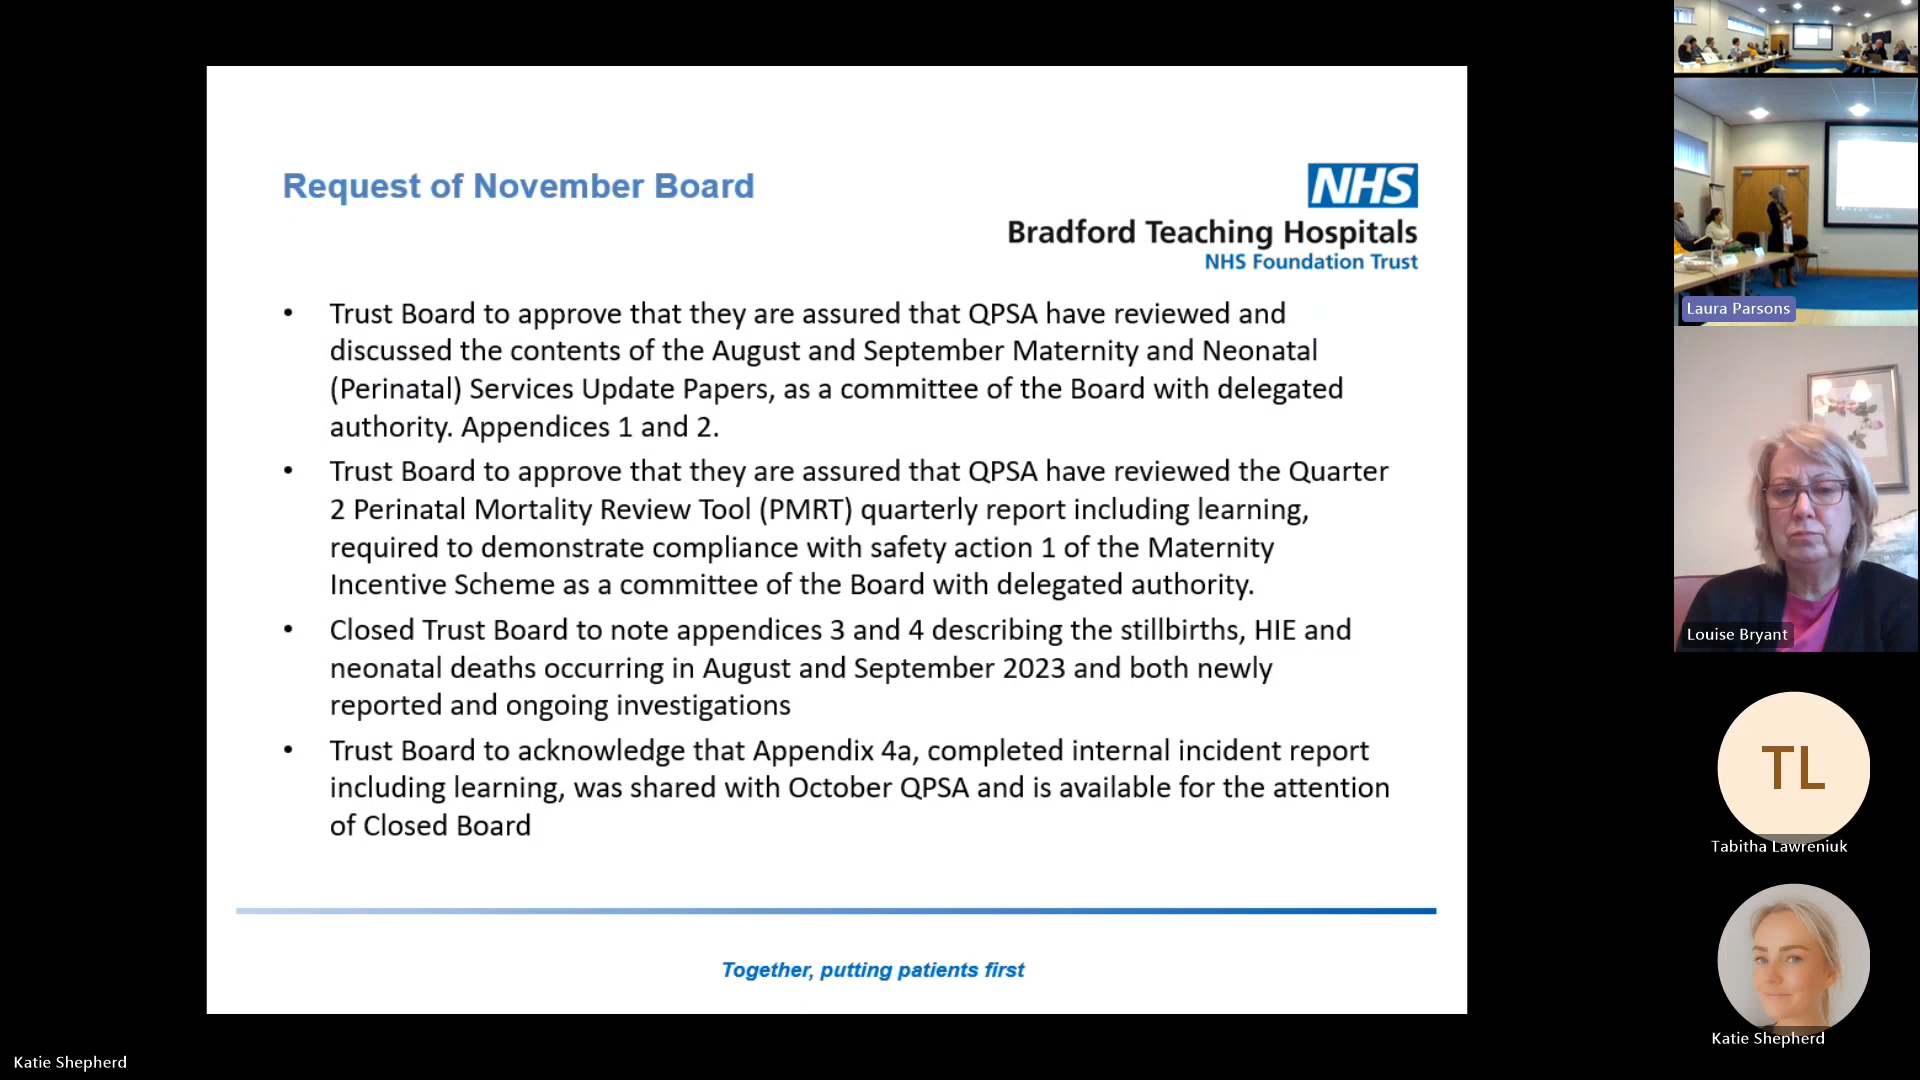 Request of November Board
NHS
Bradford Teaching Hospitals
NHS Foundation Trust
• Trust Board to approve that they are assured that QPSA have reviewed and
discussed the contents of the August and September Maternity and Neonatal
(Perinatal) Services Update Papers, as a committee of the Board with delegated
authority. Appendices 1 and 2.
• Trust Board to approve that they are assured that QPSA have reviewed the Quarter
2 Perinatal Mortality Review Tool (PMRT) quarterly report including learning,
required to demonstrate compliance with safety action 1 of the Maternity
Incentive Scheme as a committee of the Board with delegated authority.
• Closed Trust Board to note appendices 3 and 4 describing the stillbirths, HIE and
neonatal deaths occurring in August and September 2023 and both newly
reported and ongoing investigations
• Trust Board to acknowledge that Appendix 4a, completed internal incident report
including learning, was shared with October QPSA and is available for the attention
of Closed Board
Together, putting patients first
Laura Parsons
Louise Bryant
TL
Tabitha Lawreniuk
Katie Shepherd
Katie Shepherd